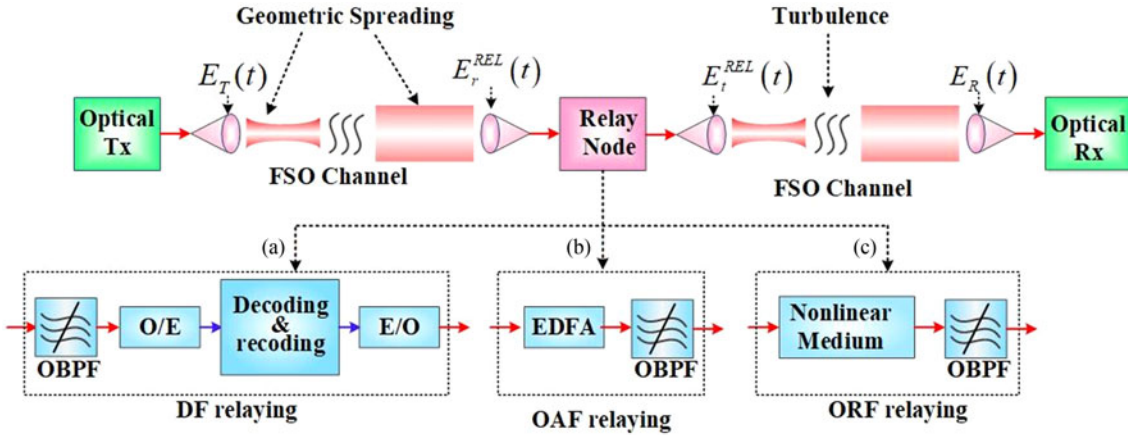 Geometric Spreading
Turbulence
E_T(t)
E_r^{REL}(t)
E_t^{REL}(t)
E_R(t)
Optical
Tx
Relay
Node
Optical
Rx
FSO Channel
FSO Channel
(a)
(b)
(c)
OBPF
O/E
Decoding
&
recoding
E/O
DF relaying
EDFA
OBPF
OAF relaying
Nonlinear
Medium
OBPF
ORF relaying